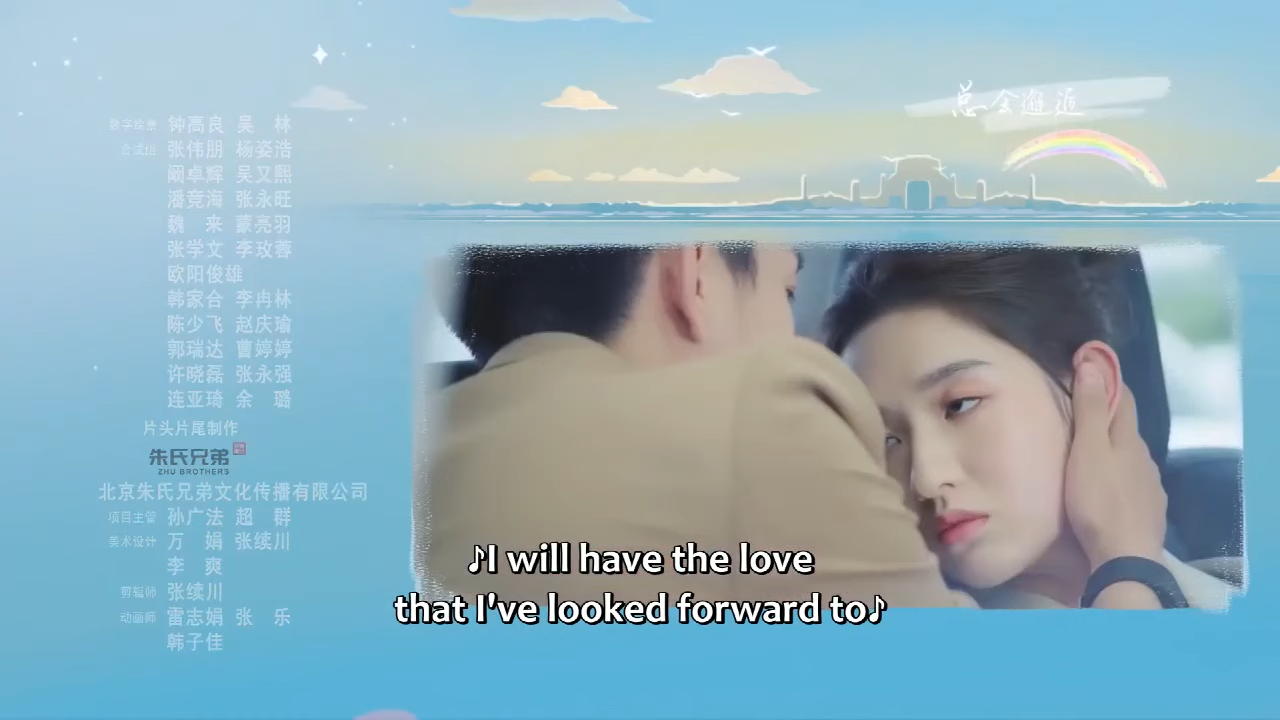 总会邂逅
数字绘景 钟高良 吴 林
合成组 张伟朋 杨姿浩
阚卓辉 吴又熙
潘竞海 张永旺
魏 来 蒙亮羽
张学文 李玫蓉
欧阳俊雄
韩家合 李冉林
陈少飞 赵庆瑜
郭瑞达 曹婷婷
许晓磊 张永强
连亚琦 余 璐
片头片尾制作
朱氏兄弟
ZHU BROTHERS
北京朱氏兄弟文化传播有限公司
项目主管 孙广法 超 群
美术设计 万 娟 张续川
李 爽
剪辑师 张续川
动画师 雷志娟 张 乐
韩子佳
♪I will have the love
that I've looked forward to♪